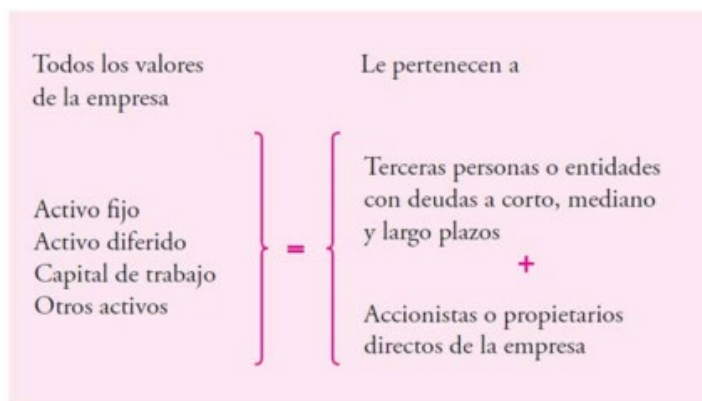 Todos los valores
de la empresa
Le pertenecen a
Activo fijo
Activo diferido
Capital de trabajo
Otros activos
=
Terceras personas o entidades
con deudas a corto, mediano
y largo plazos
+
Accionistas o propietarios
directos de la empresa